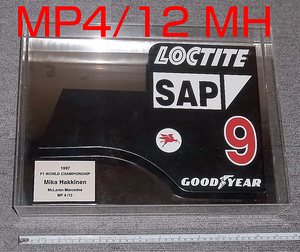 MP4/12 MH
LOCTITE
SAP
9
GOODYEAR
1997
F1 WORLD CHAMPIONSHIP
Mika Hakkinen
McLaren Mercedes
MP 4 /12